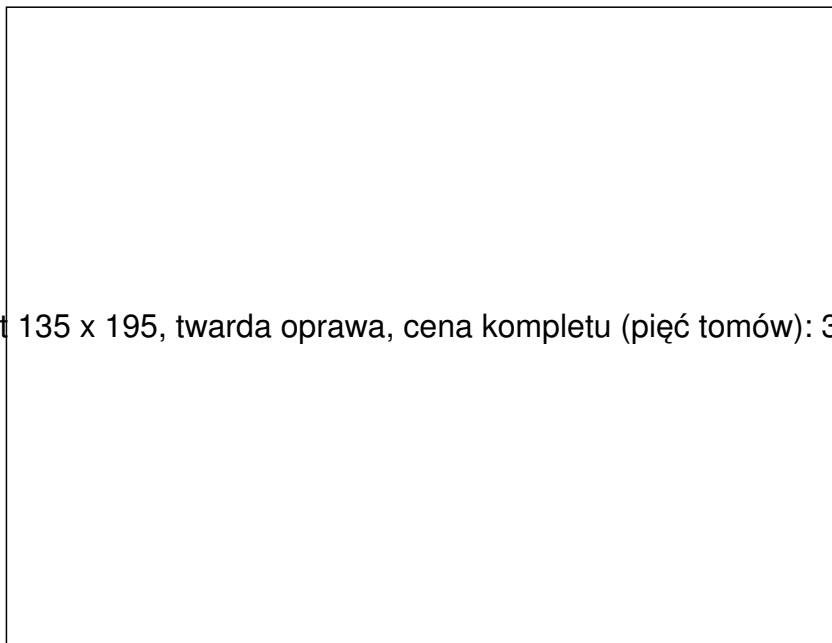 135 x 195, twarda oprawa, cena kompletu (pięć tomów):